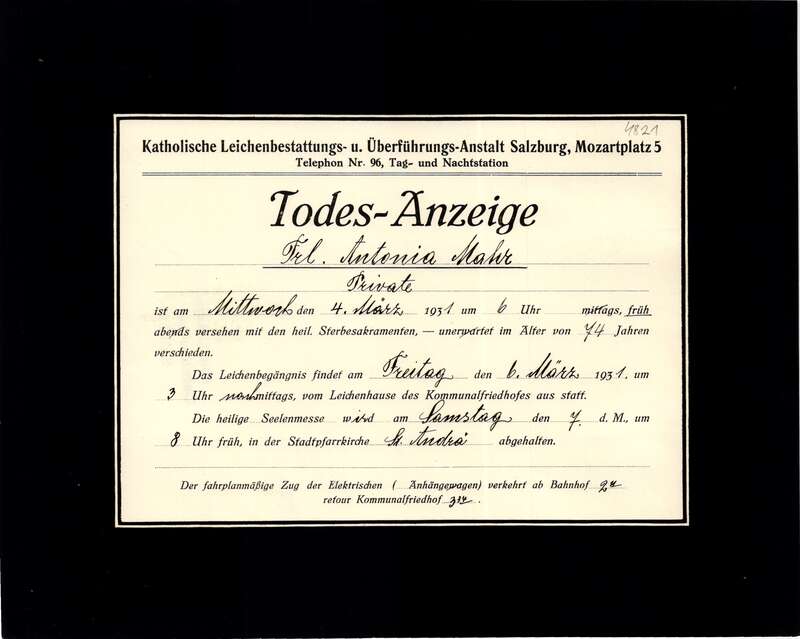 4821
Katholische Leichenbestattungs- u. Überführungs-Anstalt Salzburg, Mozartplatz 5
Telephon Nr. 96, Tag- und Nachtstation
Todes-Anzeige
Frl. Antonia Mahr
Private
ist am Mittwoch den 4. März 1931 um 6 Uhr mittags, früh
abends versehen mit den heil. Sterbesakramenten, — unerwartet im Alter von 74 Jahren
verschieden.
Das Leichenbegängnis findet am Freitag den 6. März 1931 um
3 Uhr nachmittags, vom Leichenhause des Kommunalfriedhofes aus statt.
Die heilige Seelenmesse wird am Samstag den 7. d. M., um
8 Uhr früh, in der Stadtpfarrkirche St. Andrä abgehalten.
Der fahrplanmäßige Zug der Elektrischen ( Anhängewagen) verkehrt ab Bahnhof
retour Kommunalfriedhof